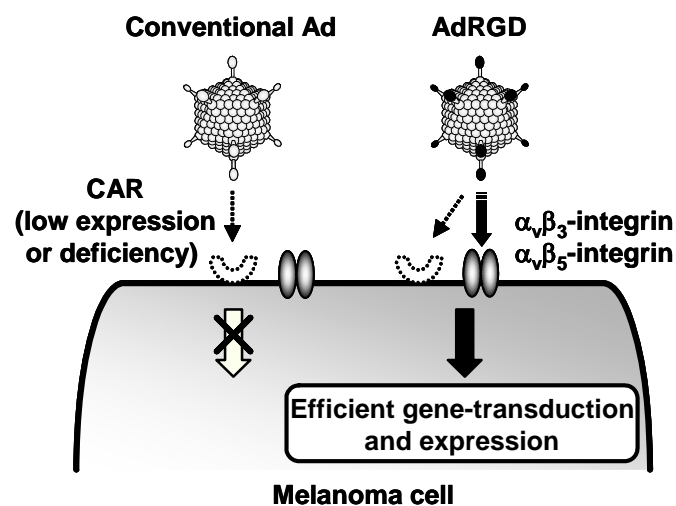 Conventional Ad
AdRGD
CAR
(low expression
or deficiency)
αvβ3-integrin
αvβ5-integrin
Efficient gene-transduction
and expression
Melanoma cell